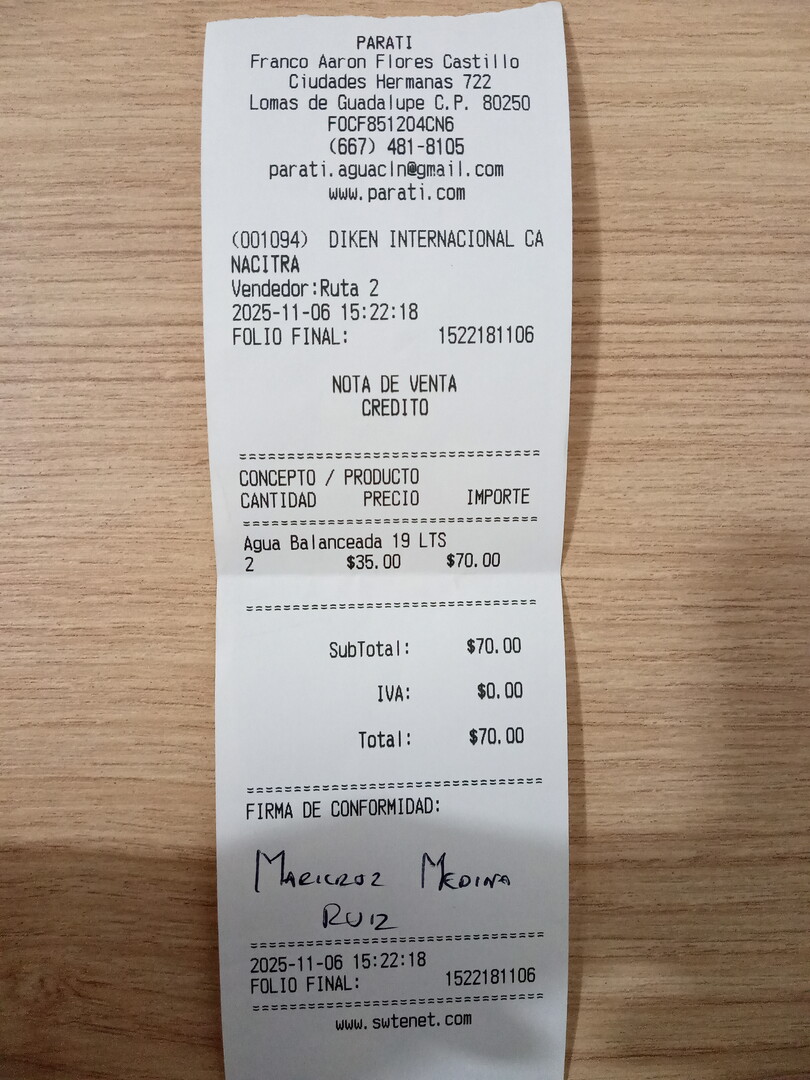 PARATI
Franco Aaron Flores Castillo
Ciudades Hermanas 722
Lomas de Guadalupe C.P. 80250
FOCF851204CN6
(667) 481-8105
parati.aguacln@gmail.com
www.parati.com
(001094) DIKEN INTERNACIONAL CA
NACITRA
Vendedor:Ruta 2
2025-11-06 15:22:18
FOLIO FINAL: 1522181106
NOTA DE VENTA
CREDITO
================================
CONCEPTO / PRODUCTO
CANTIDAD PRECIO IMPORTE
================================
Agua Balanceada 19 LTS
2 $35.00 $70.00
================================
SubTotal: $70.00
IVA: $0.00
Total: $70.00
================================
FIRMA DE CONFORMIDAD:
MARICRUZ MEDINA
RUIZ
================================
2025-11-06 15:22:18
FOLIO FINAL: 1522181106
================================
www.swtenet.com